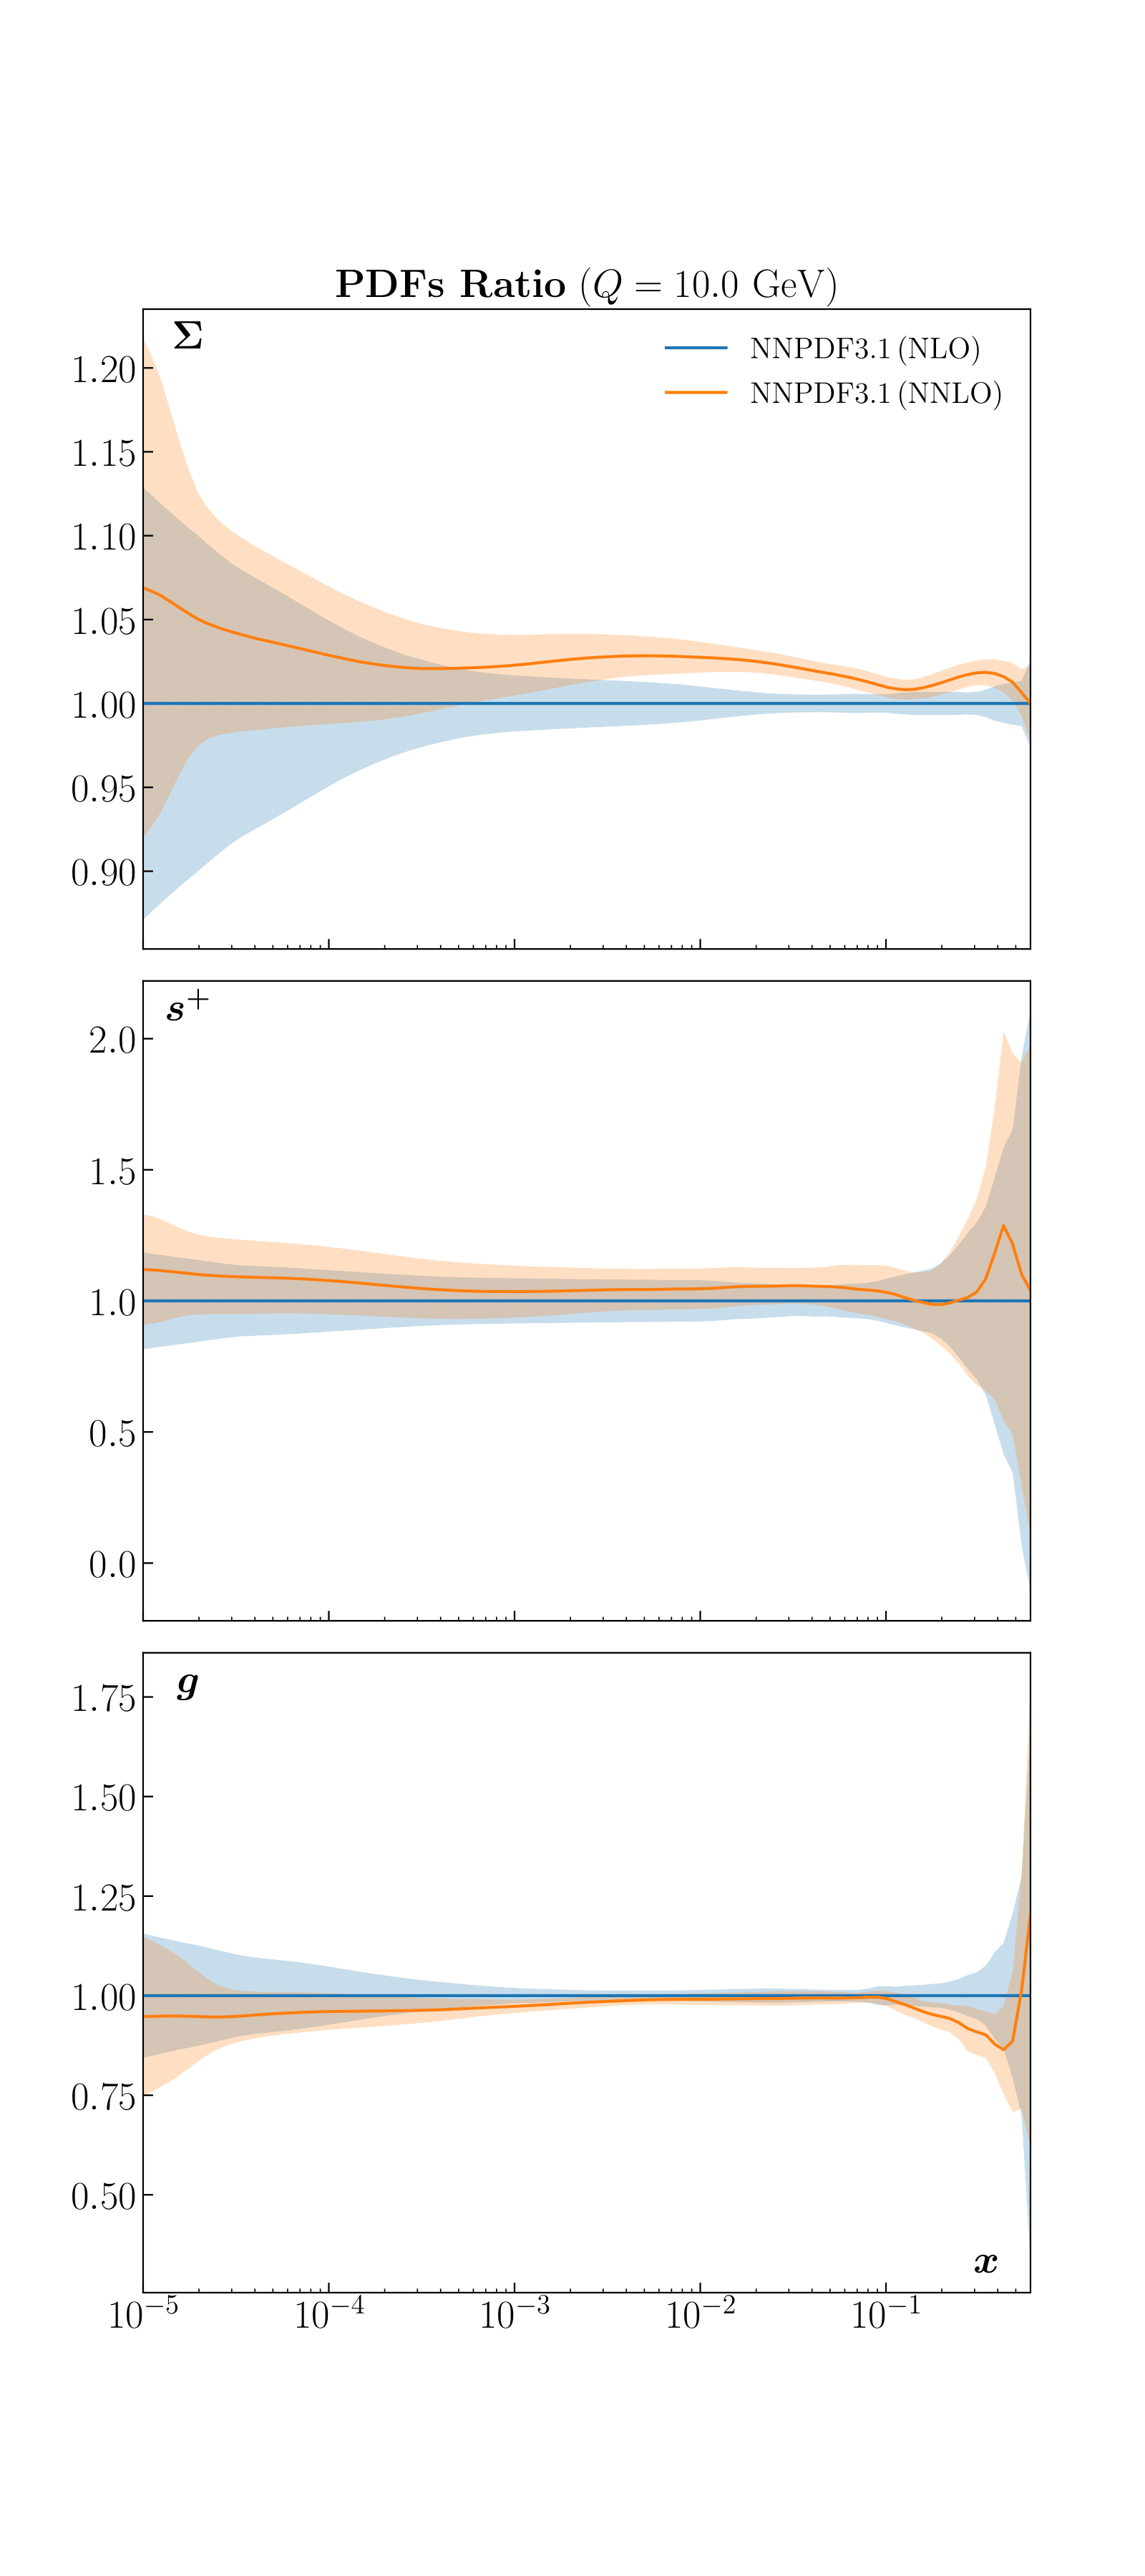 PDFs Ratio (Q = 10.0 GeV)
Σ
NNPDF3.1 (NLO)
NNPDF3.1 (NNLO)
1.20
1.15
1.10
1.05
1.00
0.95
0.90
s⁺
2.0
1.5
1.0
0.5
0.0
g
1.75
1.50
1.25
1.00
0.75
0.50
x
10⁻⁵ 10⁻⁴ 10⁻³ 10⁻² 10⁻¹